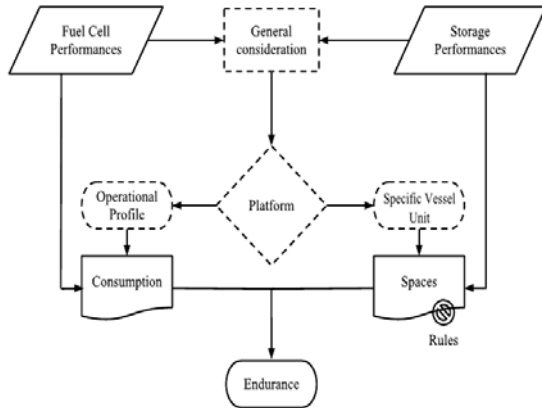 Fuel Cell
Performances
General
consideration
Storage
Performances
Operational
Profile
Platform
Specific Vessel
Unit
Consumption
Spaces
Rules
Endurance